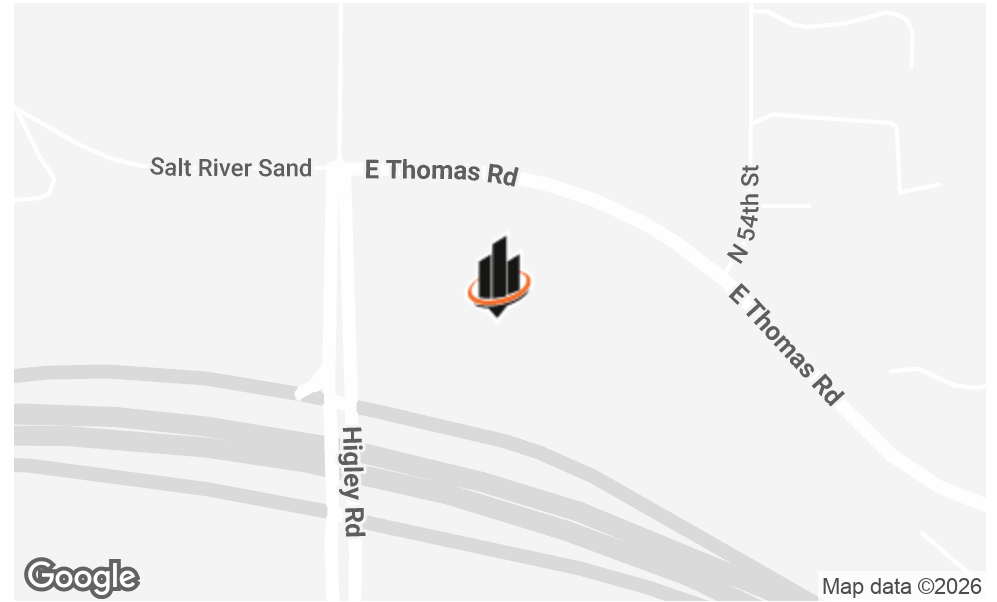 Salt River Sand
E Thomas Rd
N 54th St
E Thomas Rd
Higley Rd
Google
Map data ©2026